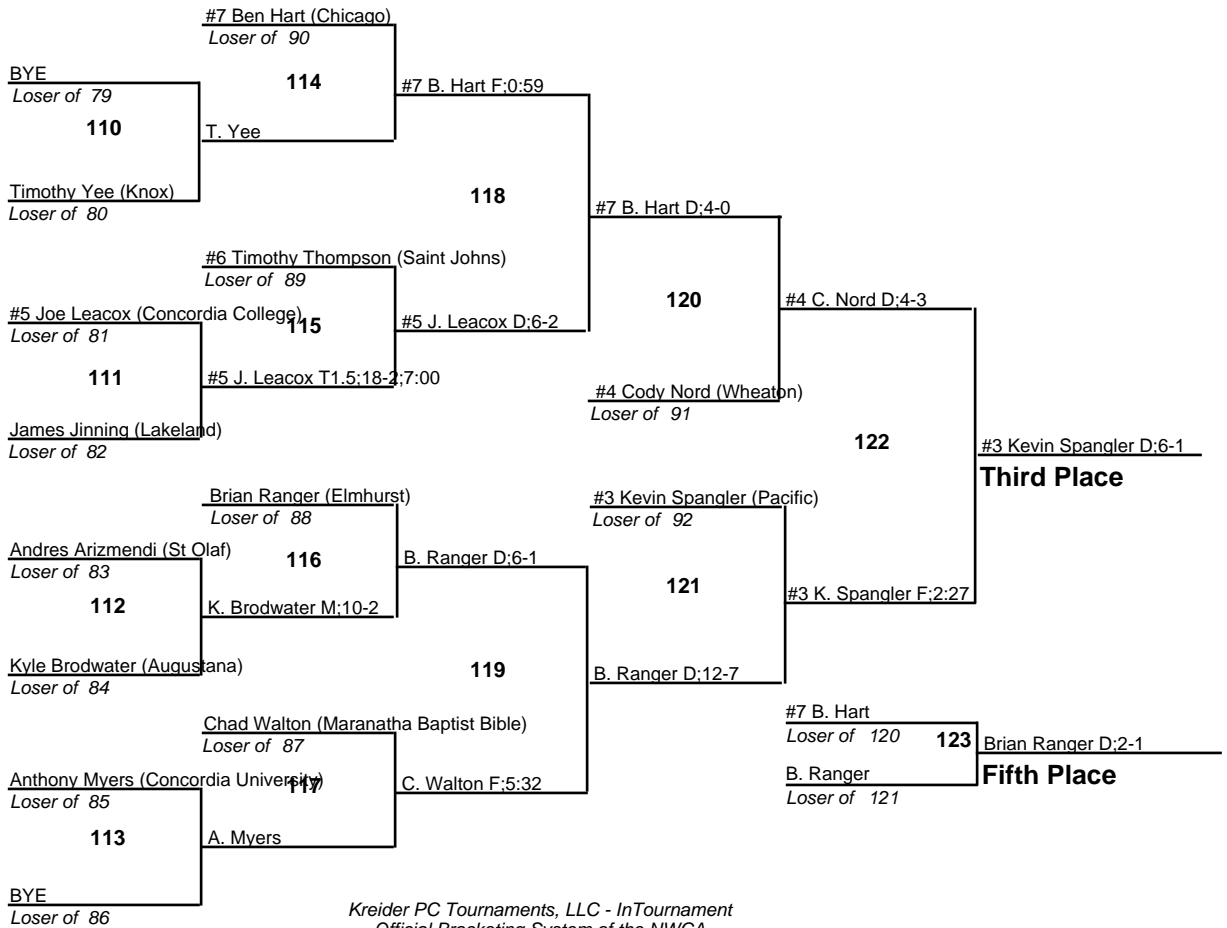 #7 Ben Hart (Chicago)
Loser of 90
BYE
Loser of 79
114
#7 B. Hart F;0:59
110
T. Yee
Timothy Yee (Knox)
Loser of 80
118
#7 B. Hart D;4-0
#6 Timothy Thompson (Saint Johns)
Loser of 89
#5 Joe Leacox (Concordia College)
Loser of 81
115
#5 J. Leacox D;6-2
120
#4 C. Nord D;4-3
111
#5 J. Leacox T1.5;18-2;7:00
#4 Cody Nord (Wheaton)
Loser of 91
James Jinning (Lakeland)
Loser of 82
122
#3 Kevin Spangler D;6-1
Third Place
Brian Ranger (Elmhurst)
Loser of 88
#3 Kevin Spangler (Pacific)
Loser of 92
Andres Arizmendi (St Olaf)
Loser of 83
116
B. Ranger D;6-1
121
#3 K. Spangler F;2:27
112
K. Brodwater M;10-2
Kyle Brodwater (Augustana)
Loser of 84
119
B. Ranger D;12-7
Chad Walton (Maranatha Baptist Bible)
Loser of 87
#7 B. Hart
Loser of 120
123
Brian Ranger D;2-1
Fifth Place
B. Ranger
Loser of 121
Anthony Myers (Concordia University)
Loser of 85
117
C. Walton F;5:32
113
A. Myers
BYE
Loser of 86
Kreider PC Tournaments, LLC - InTournament
Official Bracketing System of the NWCA